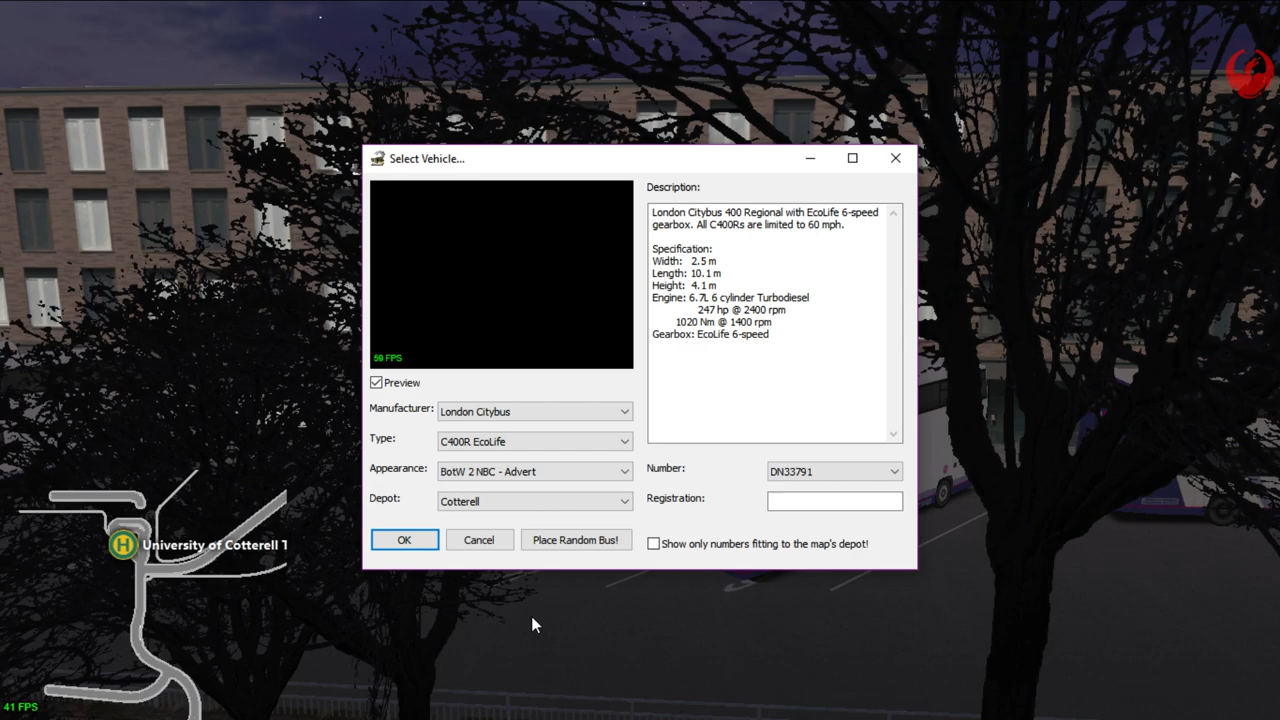 Select Vehicle...
59 FPS
Preview
Manufacturer: London Citybus
Type: C400R EcoLife
Appearance: BotW 2 NBC - Advert
Depot: Cotterell
OK Cancel Place Random Bus!
Description:
London Citybus 400 Regional with EcoLife 6-speed
gearbox. All C400Rs are limited to 60 mph.
Specification:
Width: 2.5 m
Length: 10.1 m
Height: 4.1 m
Engine: 6.7L 6 cylinder Turbodiesel
247 hp @ 2400 rpm
1020 Nm @ 1400 rpm
Gearbox: EcoLife 6-speed
Number: DN33791
Registration:
Show only numbers fitting to the map's depot!
H University of Cotterell T
41 FPS